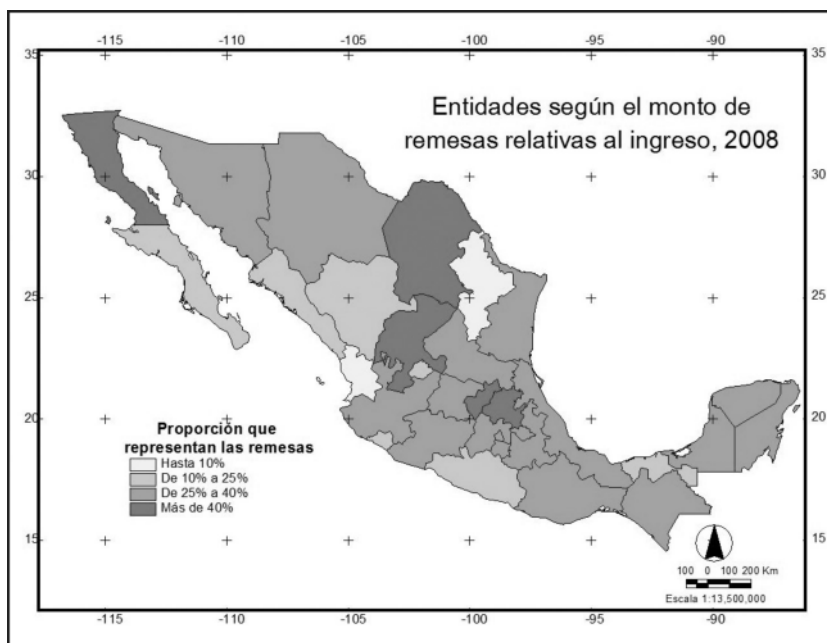 -115 -110 -105 -100 -95 -90
35 35
Entidades según el monto de
remesas relativas al ingreso, 2008
30 30
25 25
20 20
Proporción que
representan las remesas
Hasta 10%
De 10% a 25%
De 25% a 40%
Más de 40%
15 15
100 0 100 200 Km
Escala 1:13,500,000
-115 -110 -105 -100 -95 -90